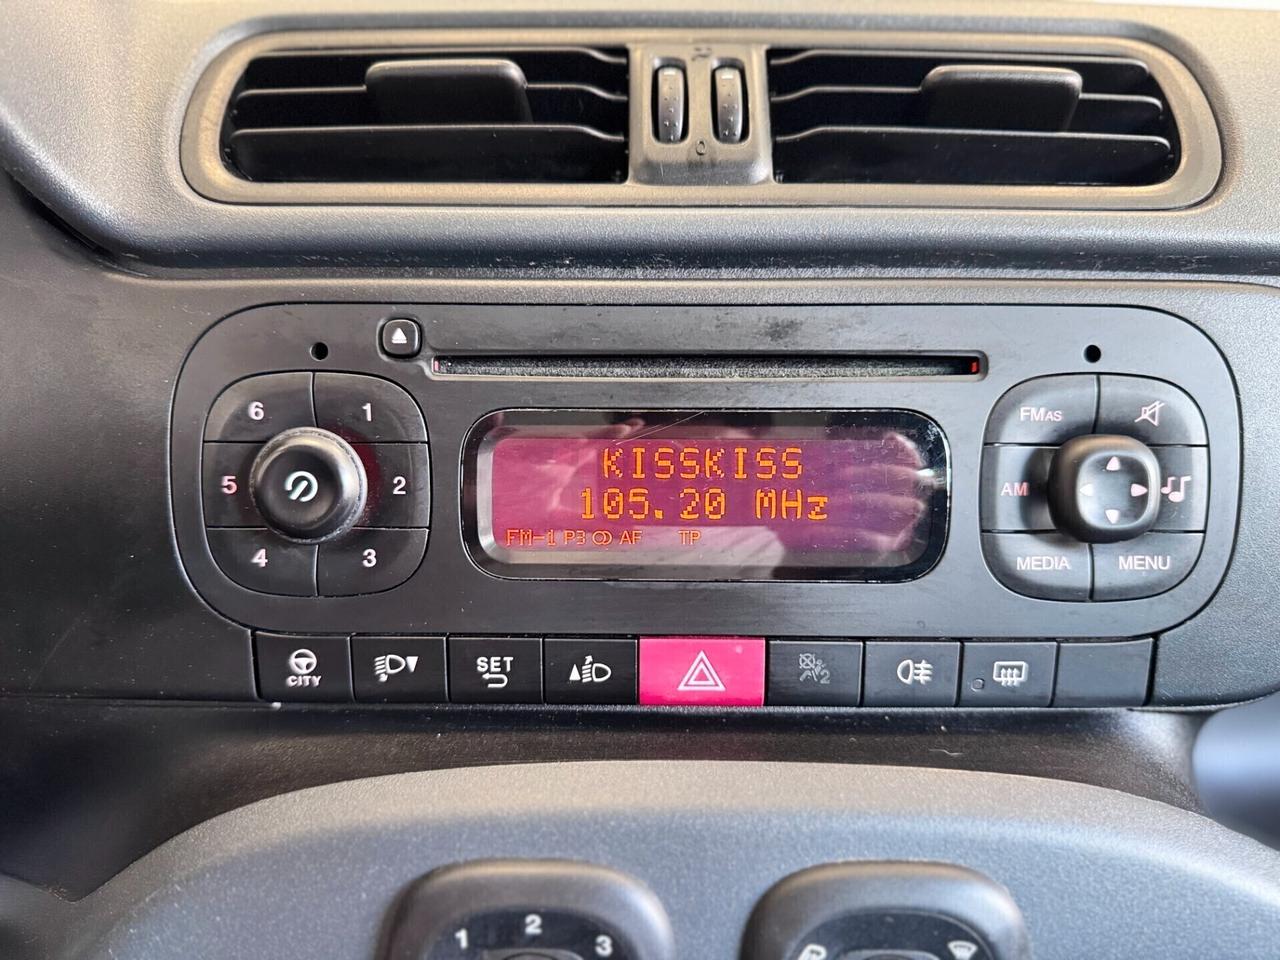 6
1
5
2
4
3
KISSKISS
105.20 MHz
FM-1 P3 AF TP
FMAS
AM
MEDIA
MENU
CITY
SET
2
1
2
3